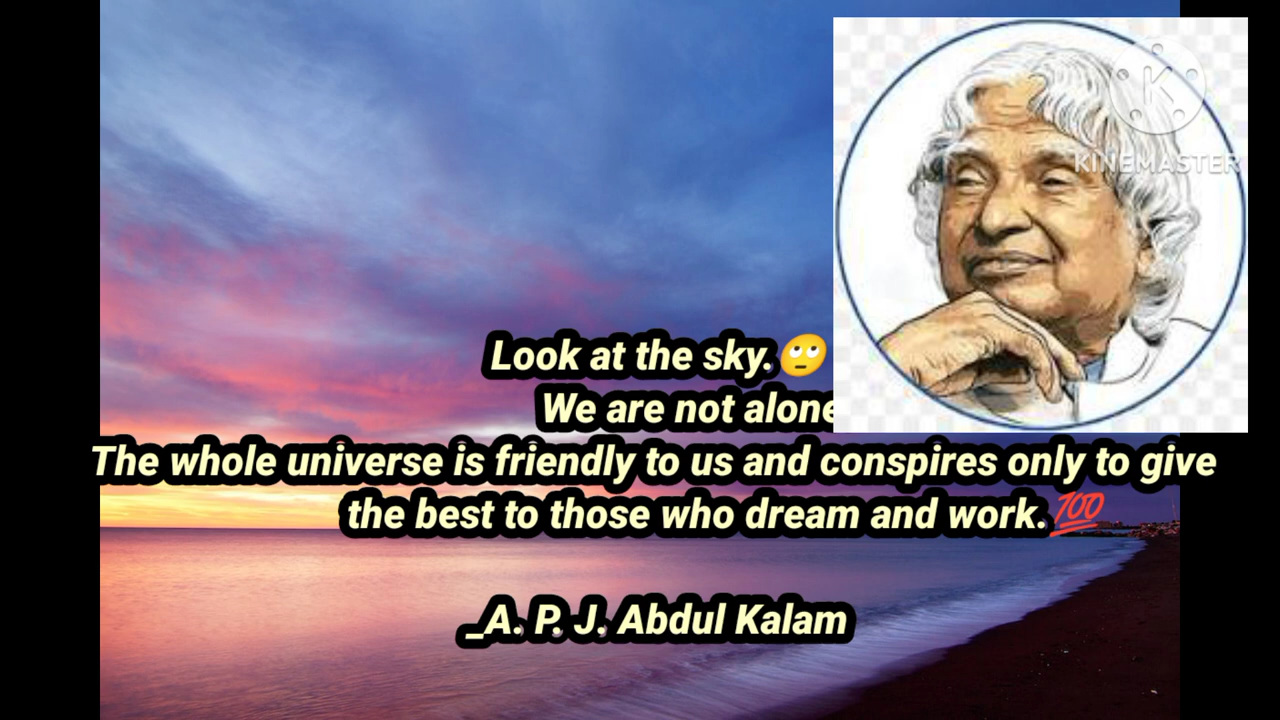 KINEMASTER
Look at the sky.🙄
We are not alone
The whole universe is friendly to us and conspires only to give
the best to those who dream and work.💯
_A. P. J. Abdul Kalam